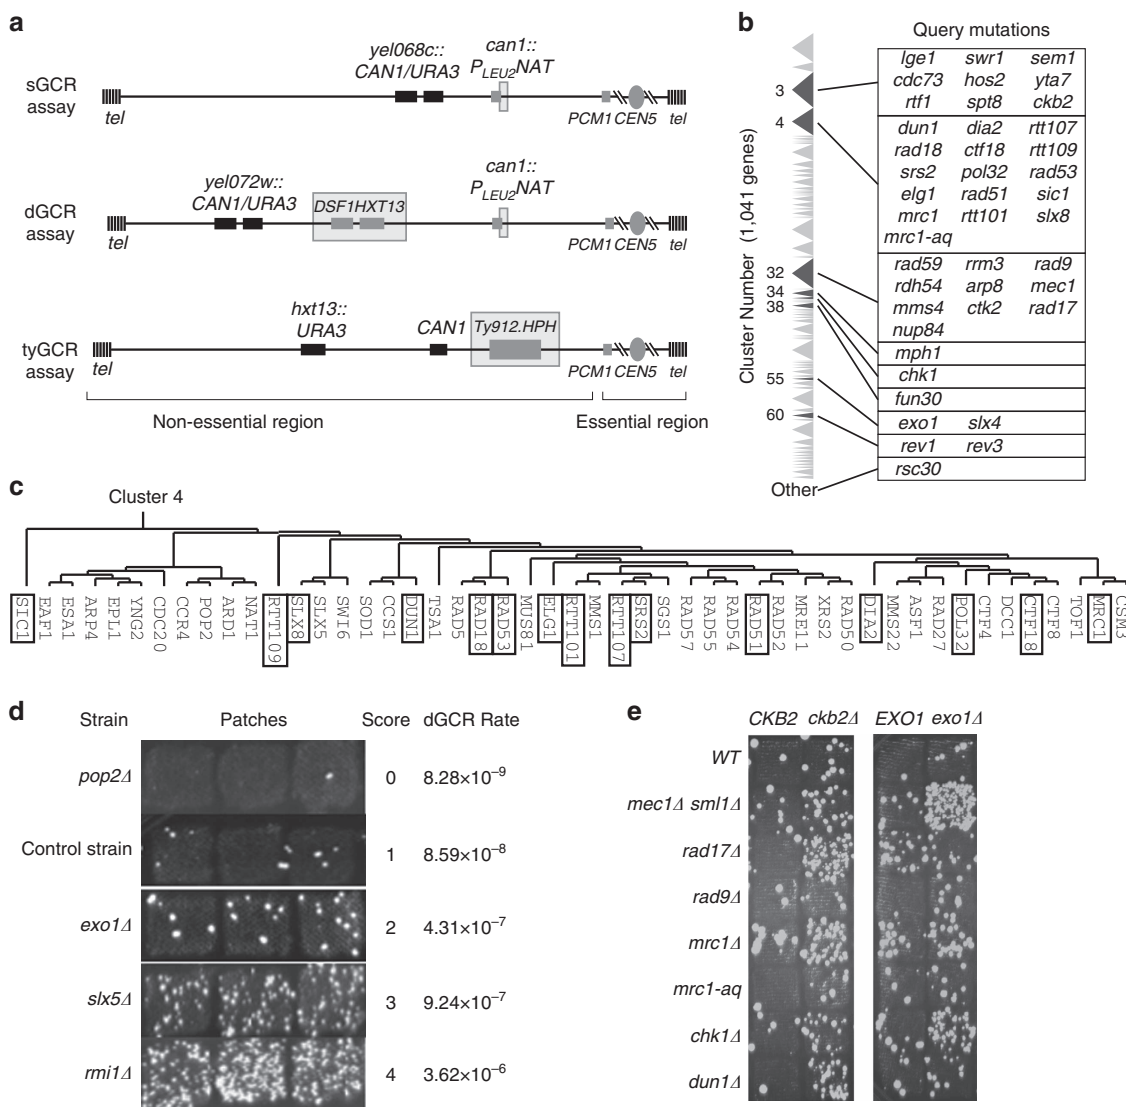 a
yel068c::
CAN1/URA3
can1::
PLEU2NAT
sGCR
assay
tel
PCM1 CEN5 tel
yel072w::
CAN1/URA3
can1::
PLEU2NAT
DSF1 HXT13
dGCR
assay
tel
PCM1 CEN5 tel
hxt13::
URA3
CAN1
Ty912.HPH
tyGCR
assay
tel
PCM1 CEN5 tel
Non-essential region
Essential region
b
Query mutations
Cluster Number (1,041 genes)
3
4
32
34
38
55
60
Other
lge1 swr1 sem1
cdc73 hos2 yta7
rtf1 spt8 ckb2
dun1 dia2 rtt107
rad18 ctf18 rtt109
srs2 pol32 rad53
elg1 rad51 sic1
mrc1 rtt101 slx8
mrc1-aq
rad59 rrm3 rad9
rdh54 arp8 mec1
mms4 ctk2 rad17
nup84
mph1
chk1
fun30
exo1 slx4
rev1 rev3
rsc30
c
Cluster 4
SIC1
EAF1
ESA1
ARP4
EPL1
YNG2
CDC20
CCR4
POP2
ARD1
NAT1
RTT109
SLX8
SLX5
SWI6
SOD1
CCS1
DUN1
TSA1
RAD5
RAD18
RAD53
MUS81
ELG1
RTT101
MMS1
RTT107
SRS2
SGS1
RAD57
RAD55
RAD54
RAD51
RAD52
MRE11
XRS2
RAD50
DIA2
MMS22
ASF1
RAD27
POL32
CTF4
DCC1
CTF18
CTF8
TOF1
MRC1
CSM3
d
Strain Patches Score dGCR Rate
pop2Δ 0 8.28×10⁻⁹
Control strain 1 8.59×10⁻⁸
exo1Δ 2 4.31×10⁻⁷
slx5Δ 3 9.24×10⁻⁷
rmi1Δ 4 3.62×10⁻⁶
e
CKB2 ckb2Δ EXO1 exo1Δ
WT
mec1Δ sml1Δ
rad17Δ
rad9Δ
mrc1Δ
mrc1-aq
chk1Δ
dun1Δ